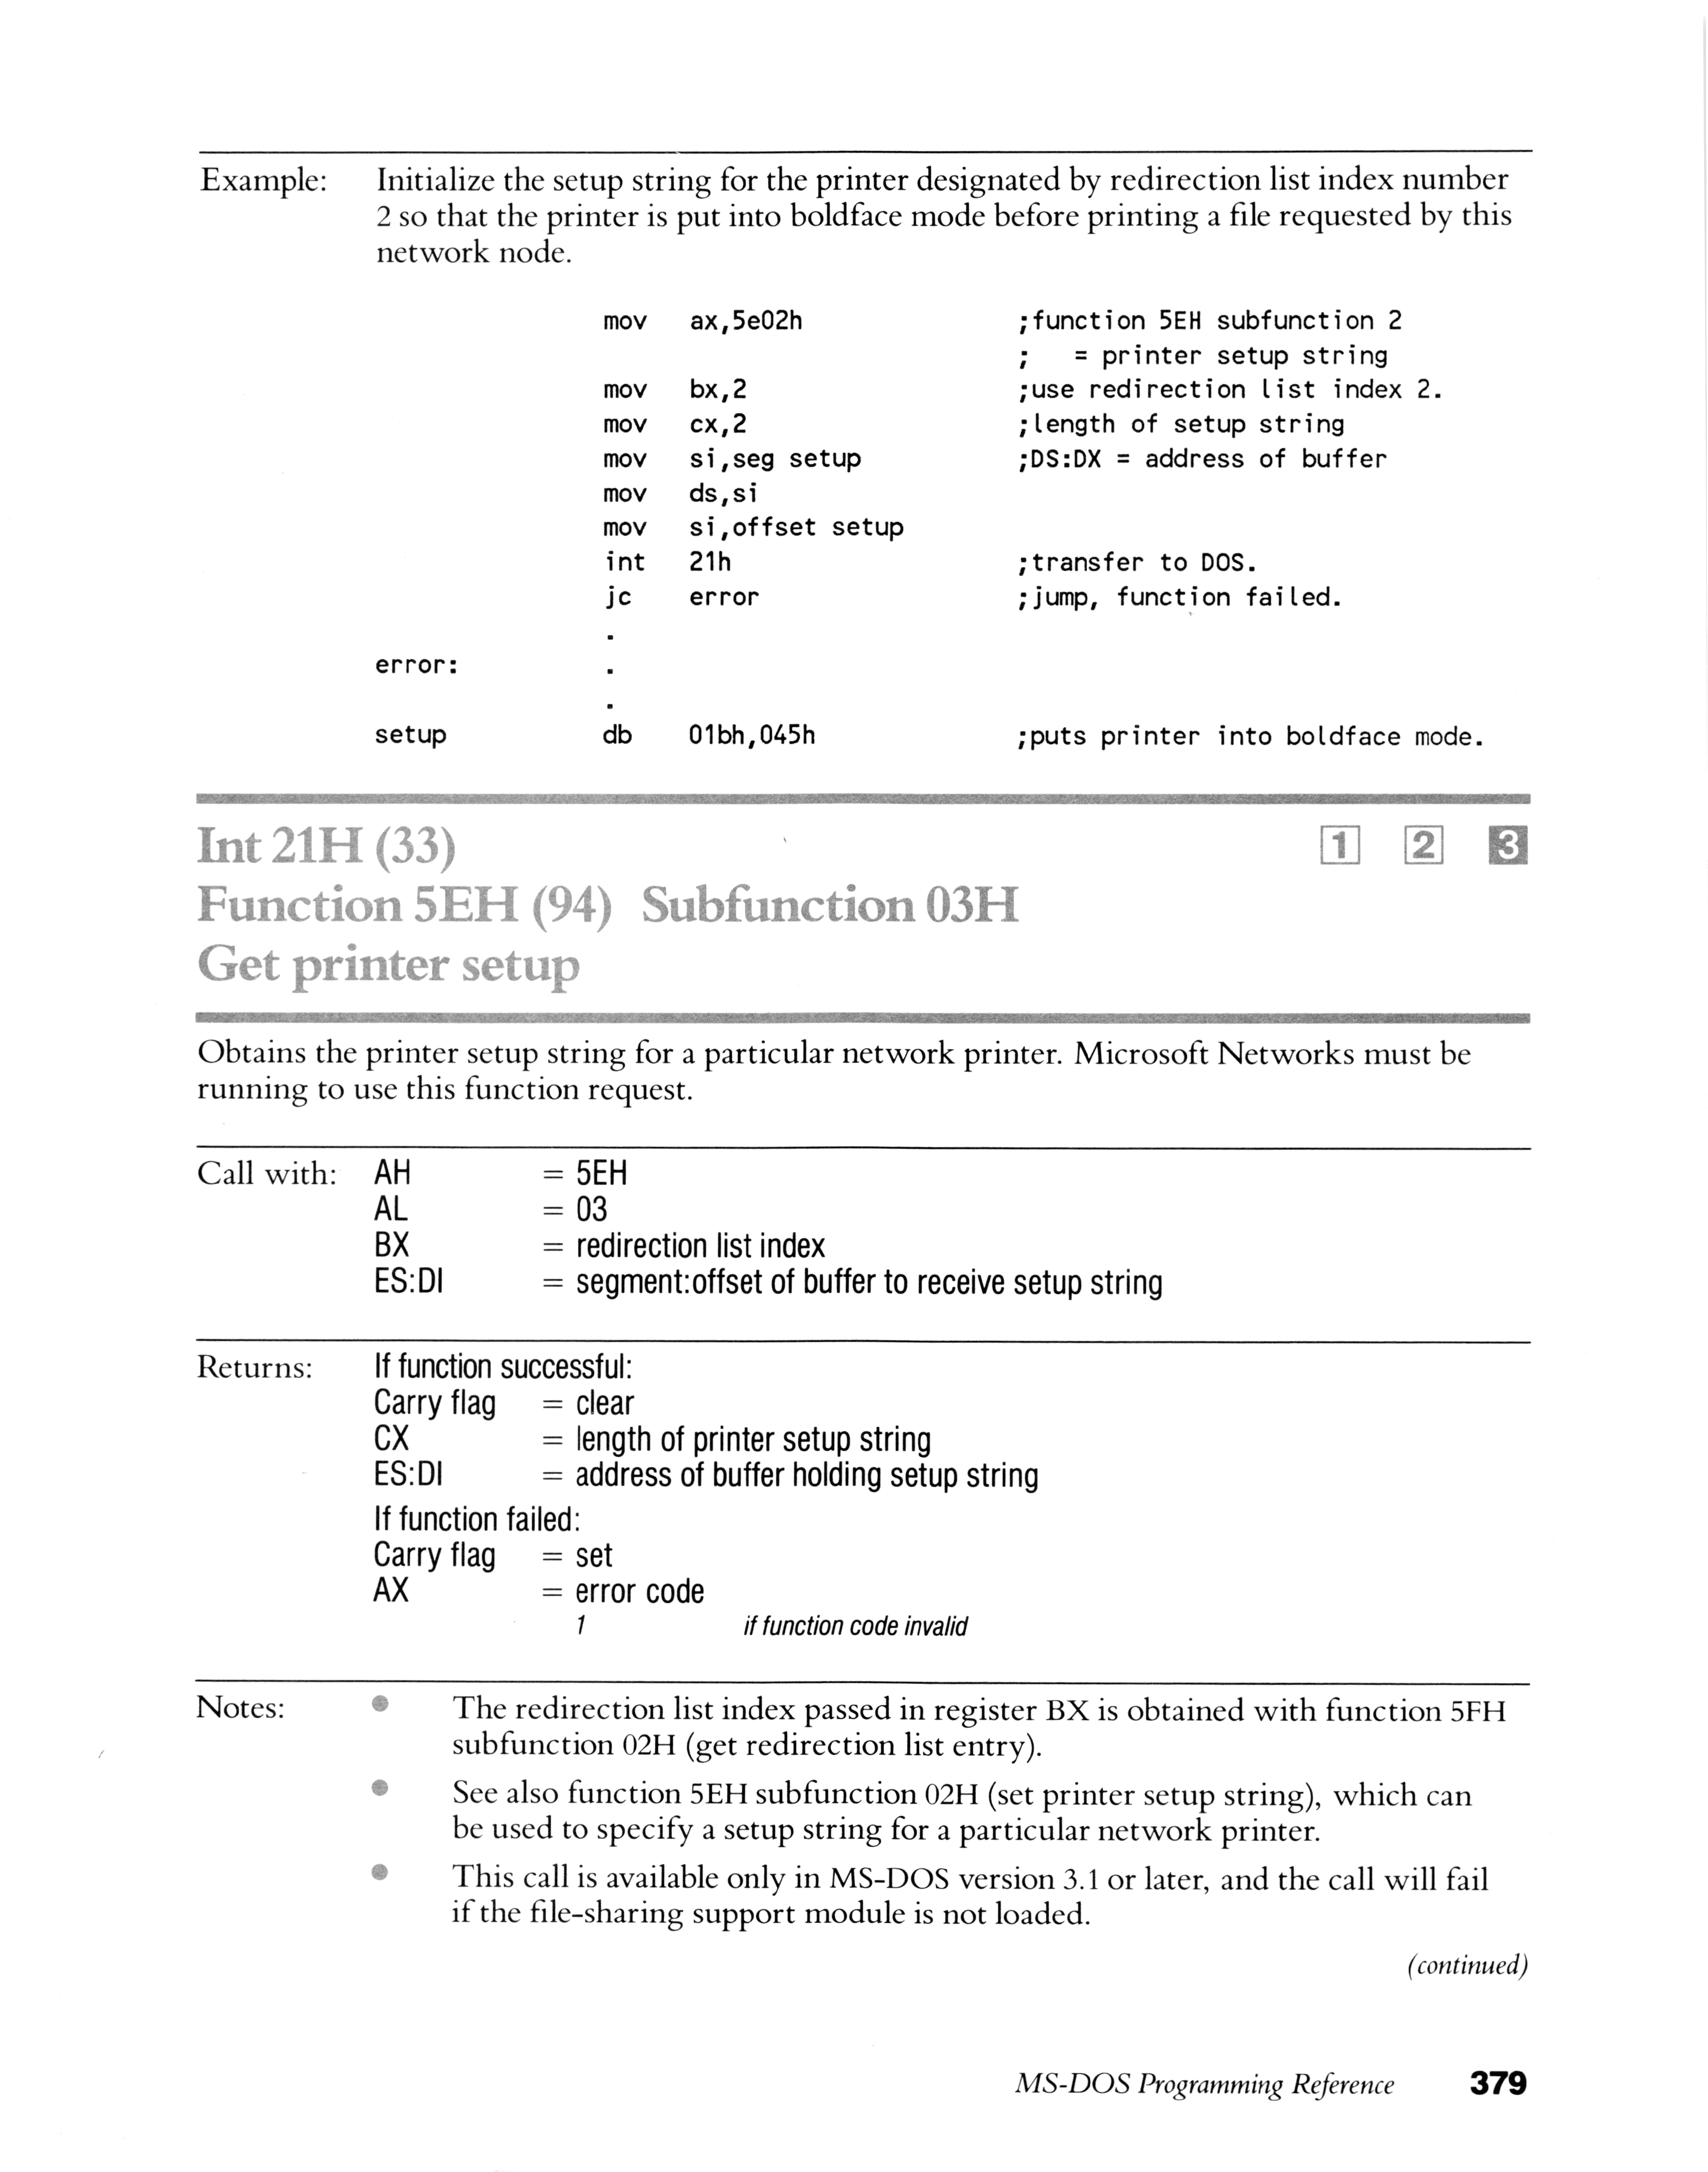 Example: Initialize the setup string for the printer designated by redirection list index number
2 so that the printer is put into boldface mode before printing a file requested by this
network node.
mov ax,5e02h ;function 5EH subfunction 2
; = printer setup string
mov bx,2 ;use redirection list index 2.
mov cx,2 ;length of setup string
mov si,seg setup ;DS:DX = address of buffer
mov ds,si
mov si,offset setup
int 21h ;transfer to DOS.
jc error ;jump, function failed.
.
error: .
.
setup db 01bh,045h ;puts printer into boldface mode.
Int 21H (33) 1 2 3
Function 5EH (94) Subfunction 03H
Get printer setup
Obtains the printer setup string for a particular network printer. Microsoft Networks must be
running to use this function request.
Call with: AH = 5EH
AL = 03
BX = redirection list index
ES:DI = segment:offset of buffer to receive setup string
Returns: If function successful:
Carry flag = clear
CX = length of printer setup string
ES:DI = address of buffer holding setup string
If function failed:
Carry flag = set
AX = error code
1 if function code invalid
Notes: ● The redirection list index passed in register BX is obtained with function 5FH
subfunction 02H (get redirection list entry).
● See also function 5EH subfunction 02H (set printer setup string), which can
be used to specify a setup string for a particular network printer.
● This call is available only in MS-DOS version 3.1 or later, and the call will fail
if the file-sharing support module is not loaded.
(continued)
MS-DOS Programming Reference 379